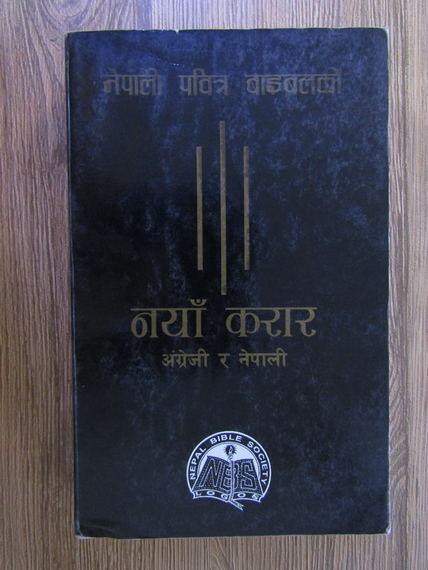 नेपाली पवित्र बाइबलको
नयाँ करार
अंग्रेजी र नेपाली
NEPAL BIBLE SOCIETY
NBS
LOGOS